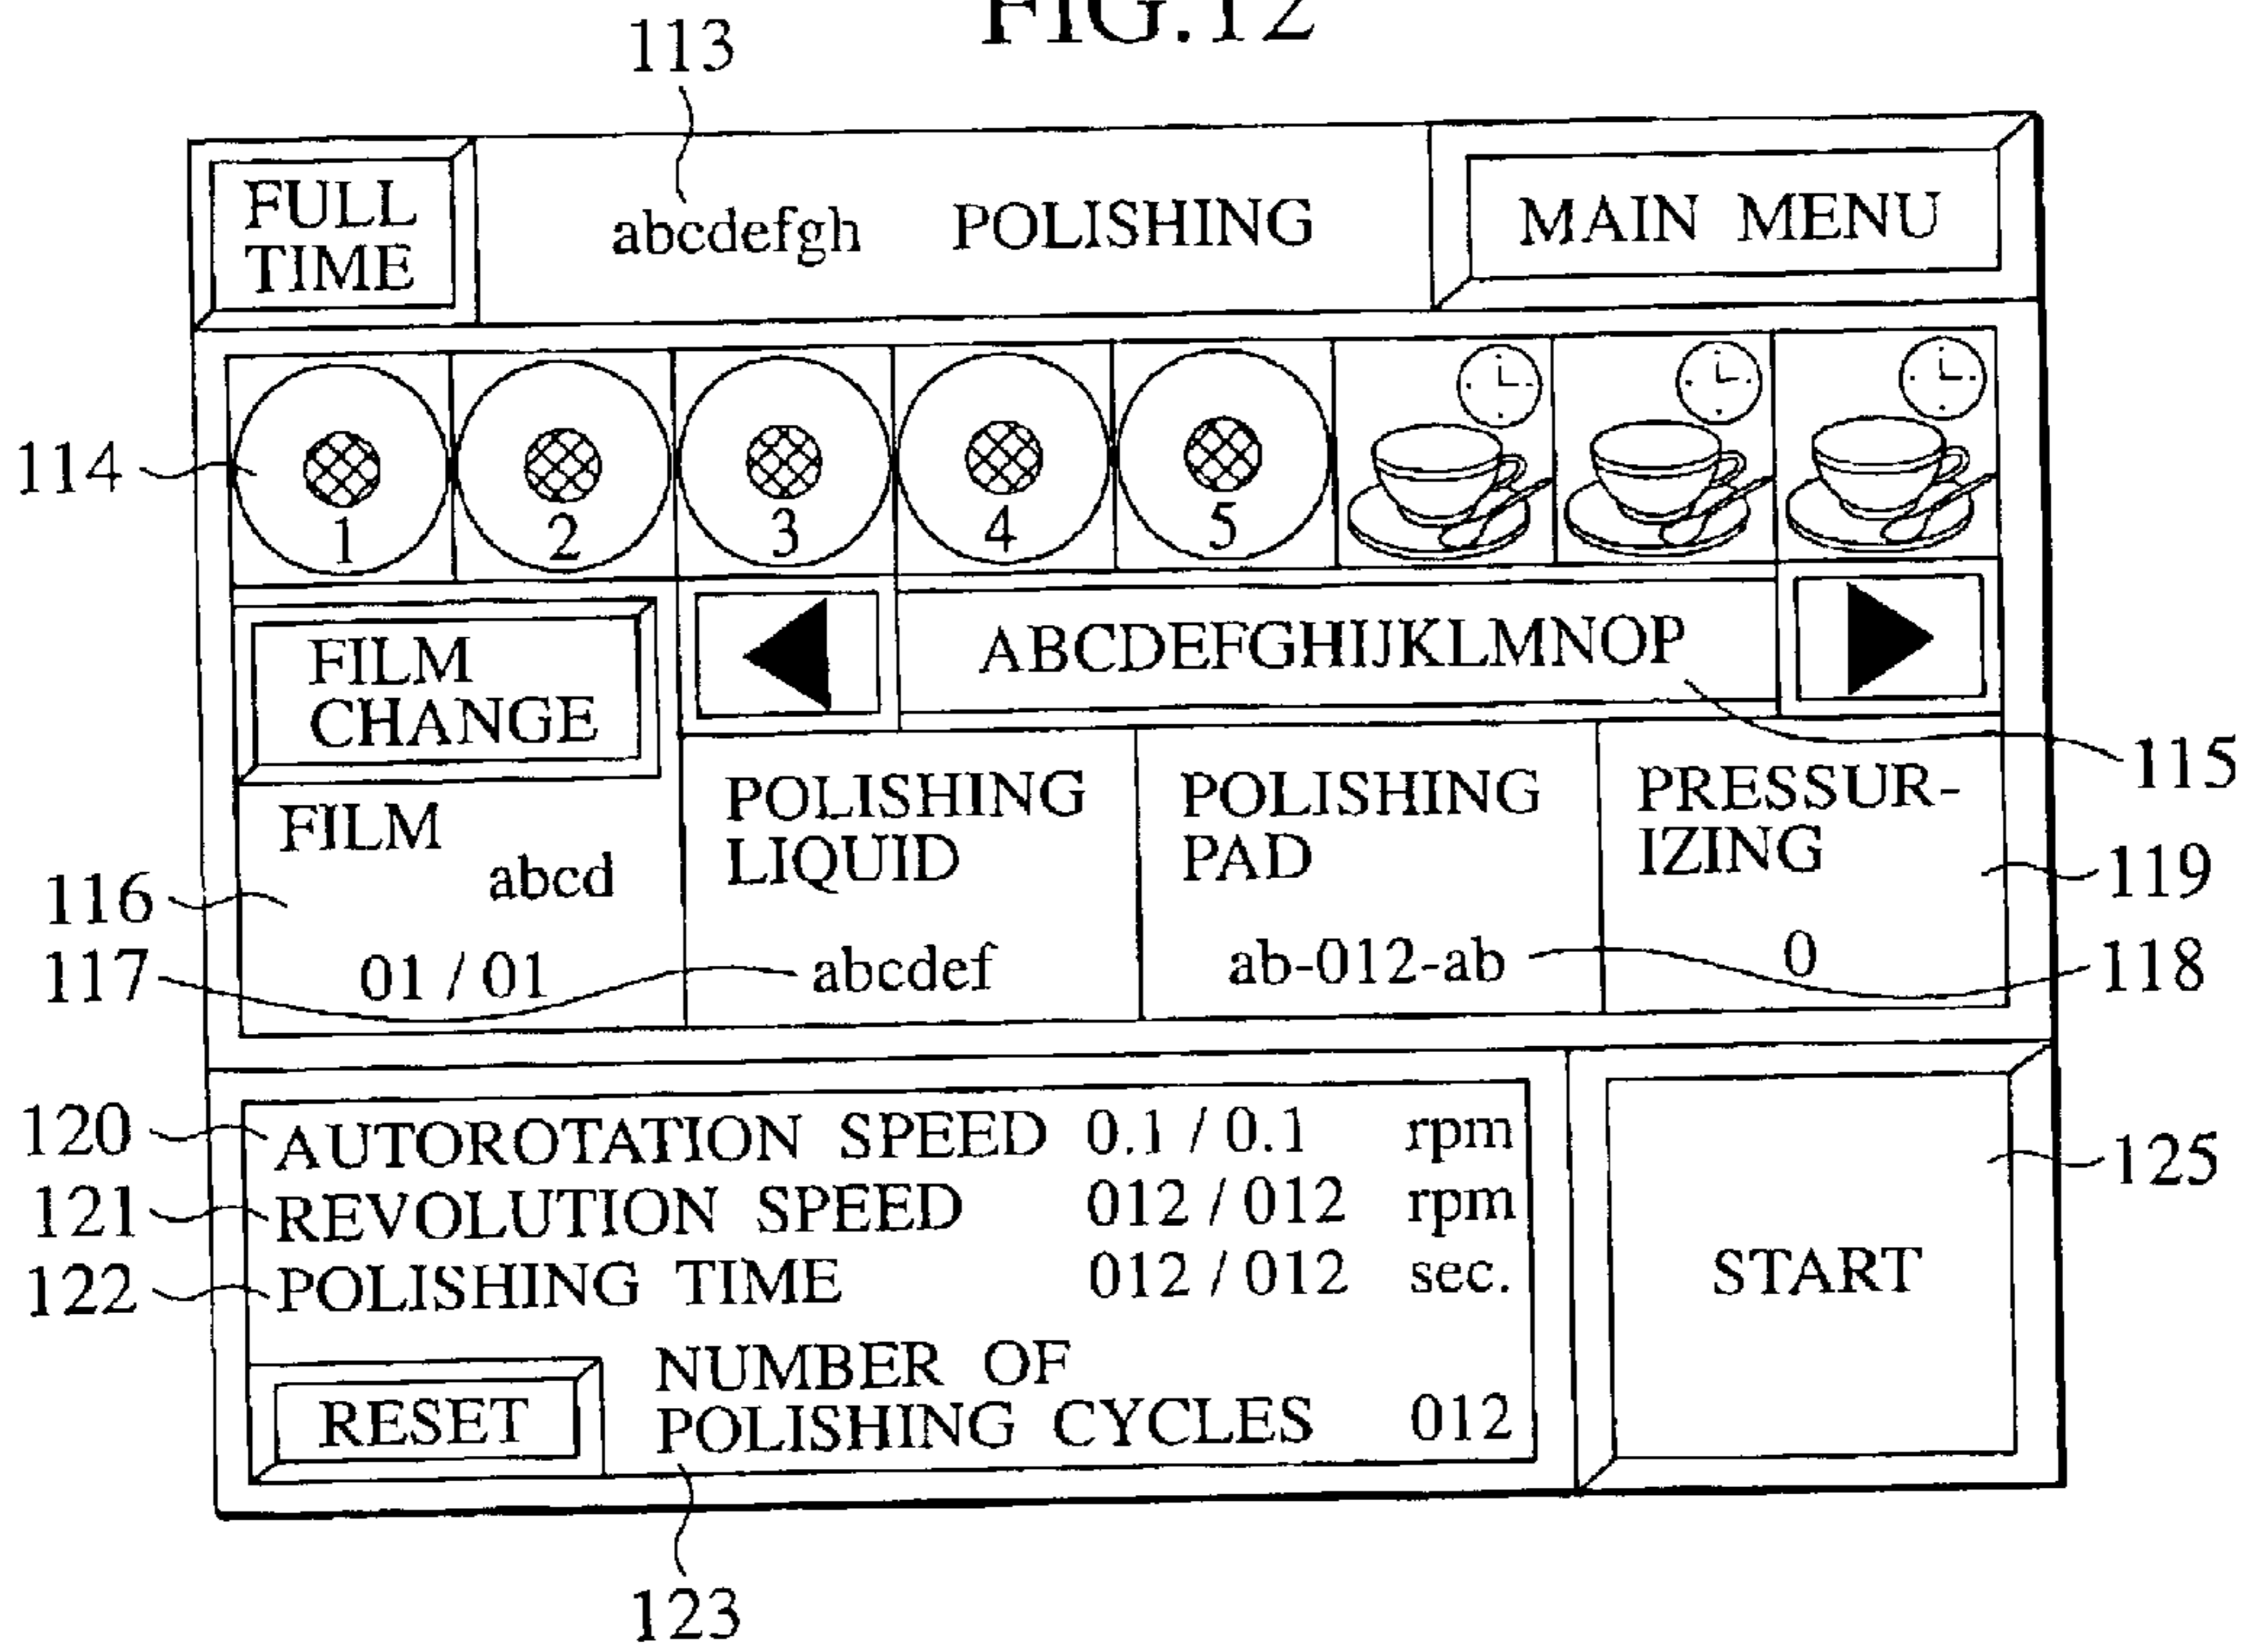 FIG.12
113
FULL
TIME
abcdefgh POLISHING
MAIN MENU
114
1 2 3 4 5
FILM
CHANGE
ABCDEFGHIJKLMNOP
115
FILM
abcd
01 / 01
POLISHING
LIQUID
abcdef
POLISHING
PAD
ab-012-ab
PRESSUR-
IZING
0
116
117
119
118
120
AUTOROTATION SPEED 0.1 / 0.1 rpm
121
REVOLUTION SPEED 012 / 012 rpm
122
POLISHING TIME 012 / 012 sec.
RESET
NUMBER OF
POLISHING CYCLES 012
START
125
123